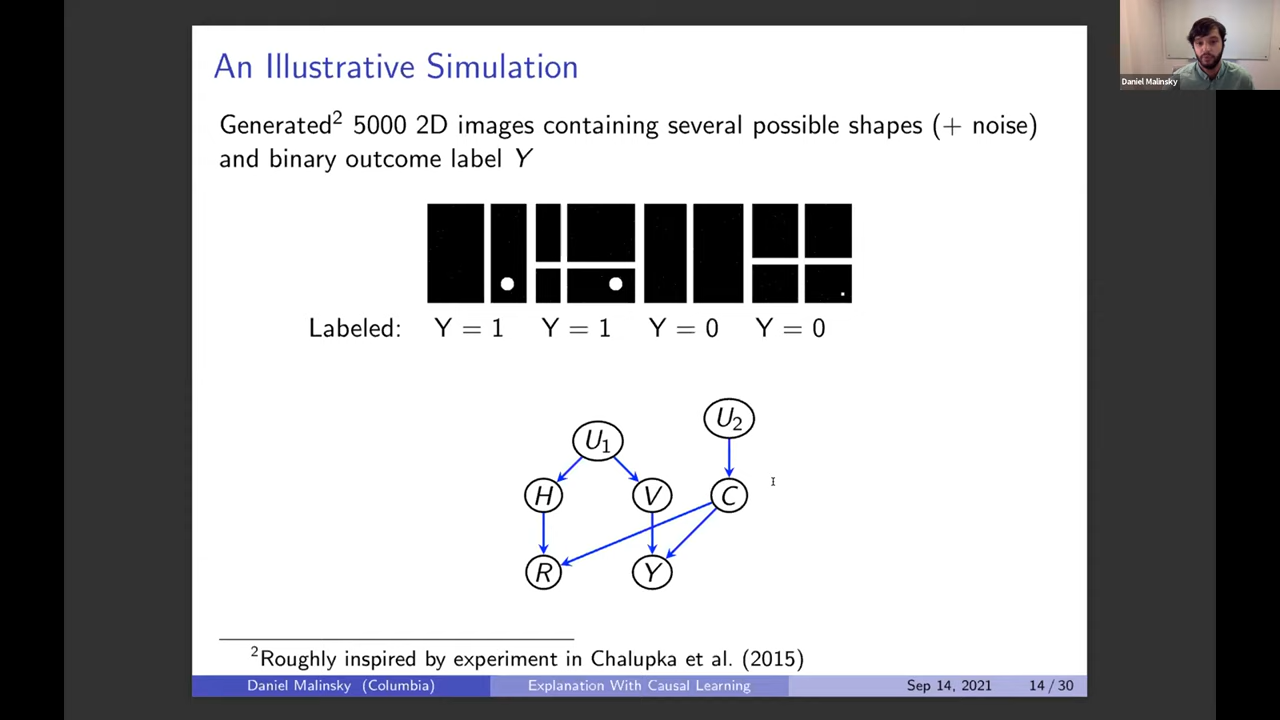 An Illustrative Simulation
Daniel Malinsky
Generated² 5000 2D images containing several possible shapes (+ noise)
and binary outcome label Y
Labeled: Y = 1 Y = 1 Y = 0 Y = 0
U₂
U₁
H V C
R Y
²Roughly inspired by experiment in Chalupka et al. (2015)
Daniel Malinsky (Columbia) Explanation With Causal Learning Sep 14, 2021 14 / 30